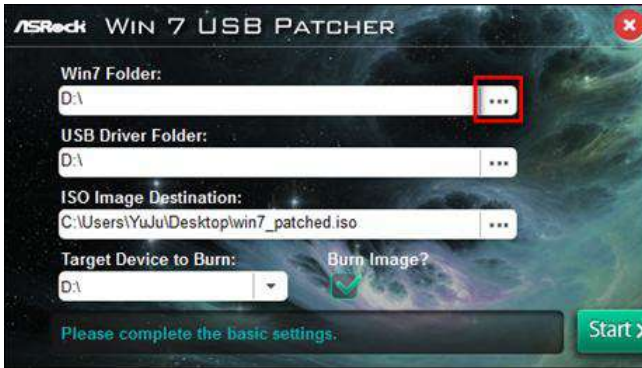 ASRock WIN 7 USB PATCHER
Win7 Folder:
D:\
...
USB Driver Folder:
D:\
...
ISO Image Destination:
C:\Users\YuJu\Desktop\win7_patched.iso
...
Target Device to Burn:
Burn Image?
D:\
Please complete the basic settings.
Start